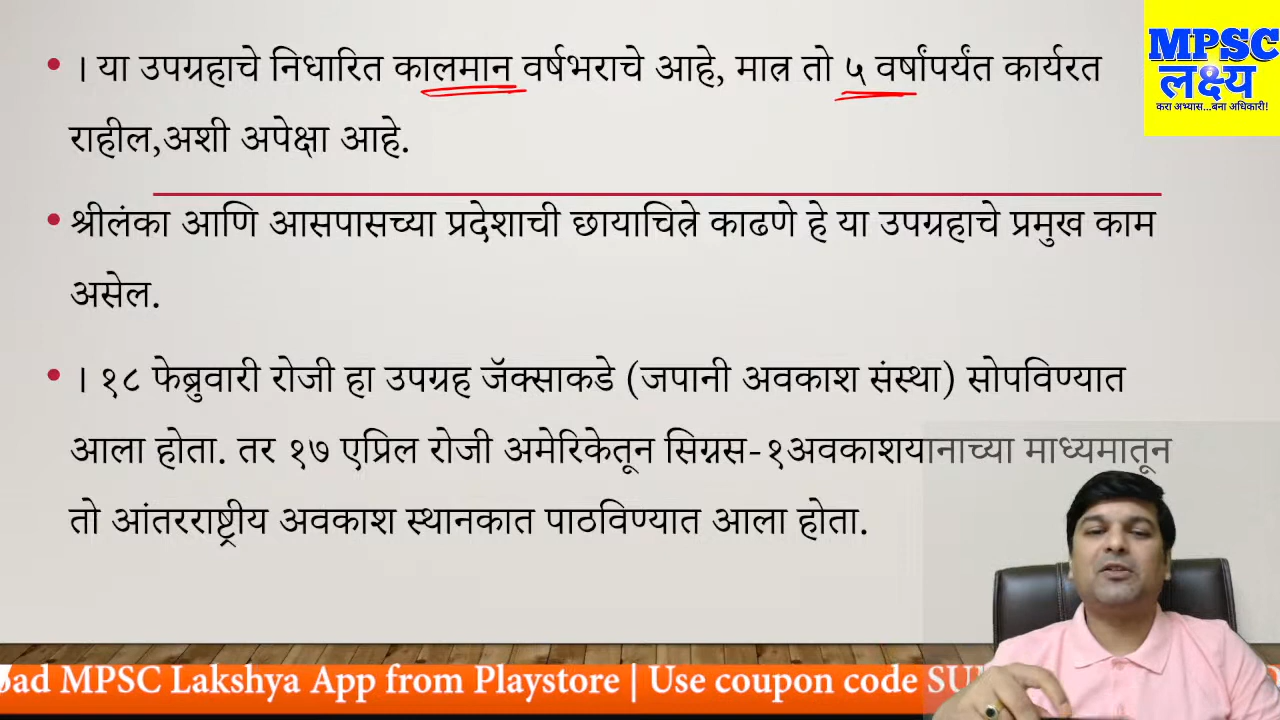 । या उपग्रहाचे निधारित कालमान वर्षभराचे आहे, मात्र तो ५ वर्षांपर्यंत कार्यरत
राहील,अशी अपेक्षा आहे.
श्रीलंका आणि आसपासच्या प्रदेशाची छायाचित्रे काढणे हे या उपग्रहाचे प्रमुख काम
असेल.
। १८ फेब्रुवारी रोजी हा उपग्रह जॅक्साकडे (जपानी अवकाश संस्था) सोपविण्यात
आला होता. तर १७ एप्रिल रोजी अमेरिकेतून सिग्नस-१अवकाशयानाच्या माध्यमातून
तो आंतरराष्ट्रीय अवकाश स्थानकात पाठविण्यात आला होता.
MPSC
लक्ष्य
करा अभ्यास...बना अधिकारी!
MPSC Lakshya App from Playstore | Use coupon code